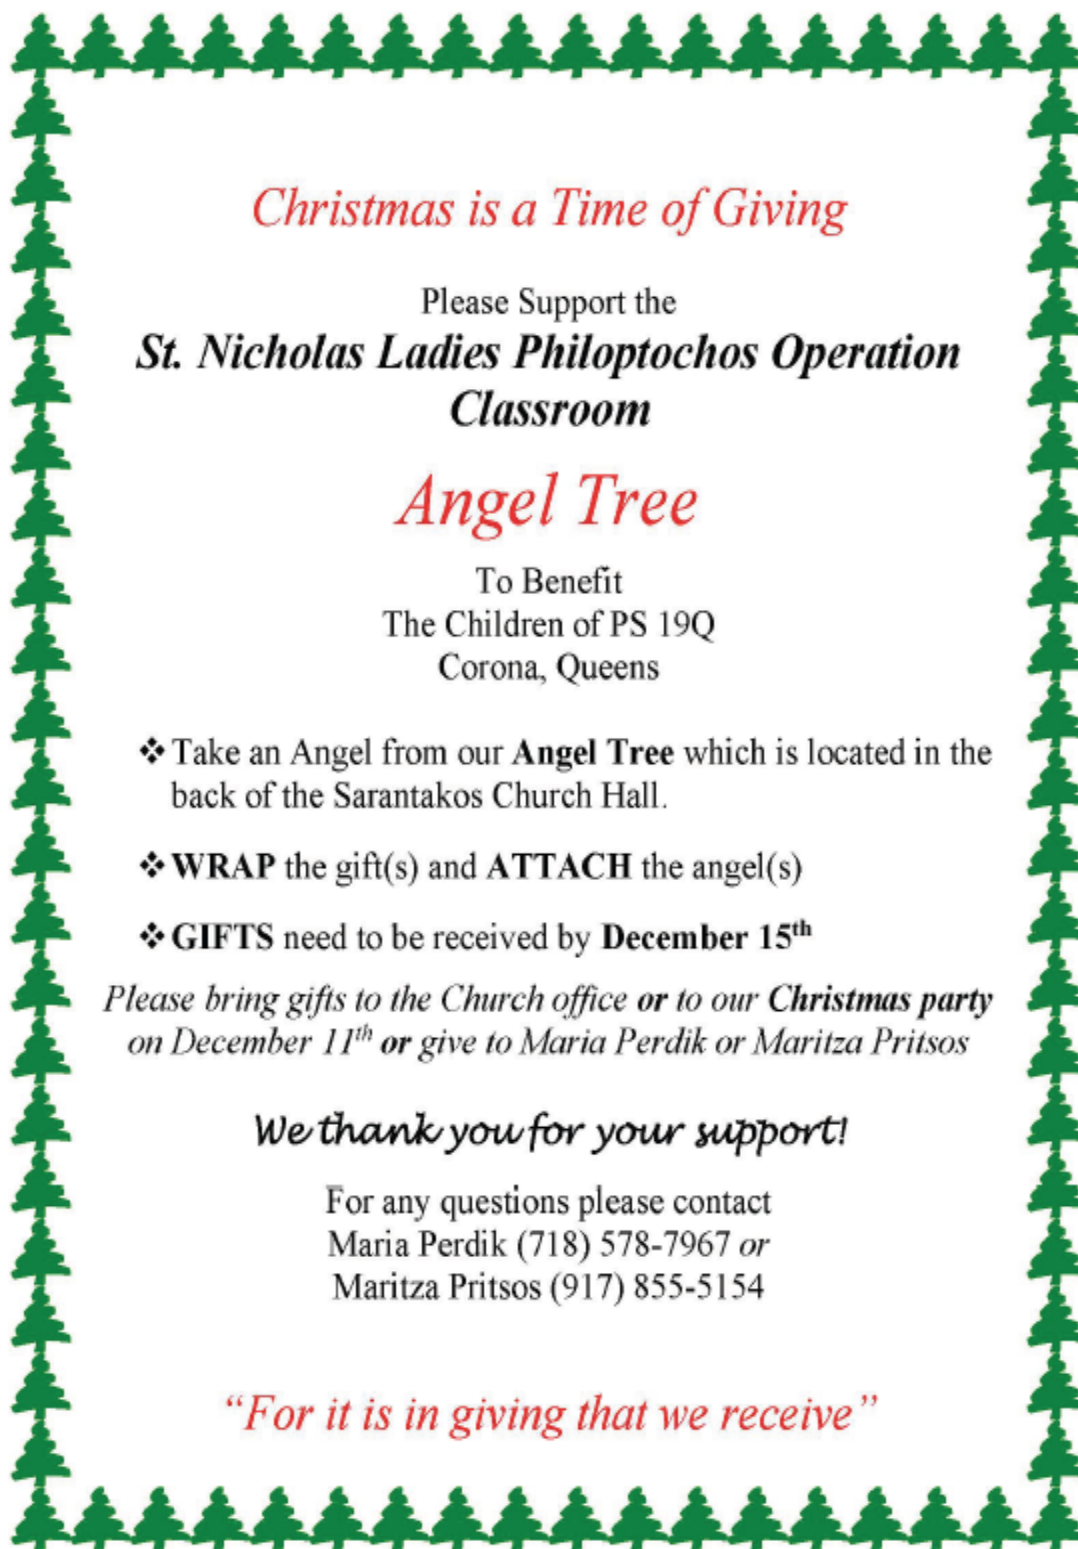 Christmas is a Time of Giving
Please Support the
St. Nicholas Ladies Philoptochos Operation
Classroom
Angel Tree
To Benefit
The Children of PS 19Q
Corona, Queens
❖ Take an Angel from our Angel Tree which is located in the
back of the Sarantakos Church Hall.
❖ WRAP the gift(s) and ATTACH the angel(s)
❖ GIFTS need to be received by December 15th
Please bring gifts to the Church office or to our Christmas party
on December 11th or give to Maria Perdik or Maritza Pritsos
We thank you for your support!
For any questions please contact
Maria Perdik (718) 578-7967 or
Maritza Pritsos (917) 855-5154
“For it is in giving that we receive”